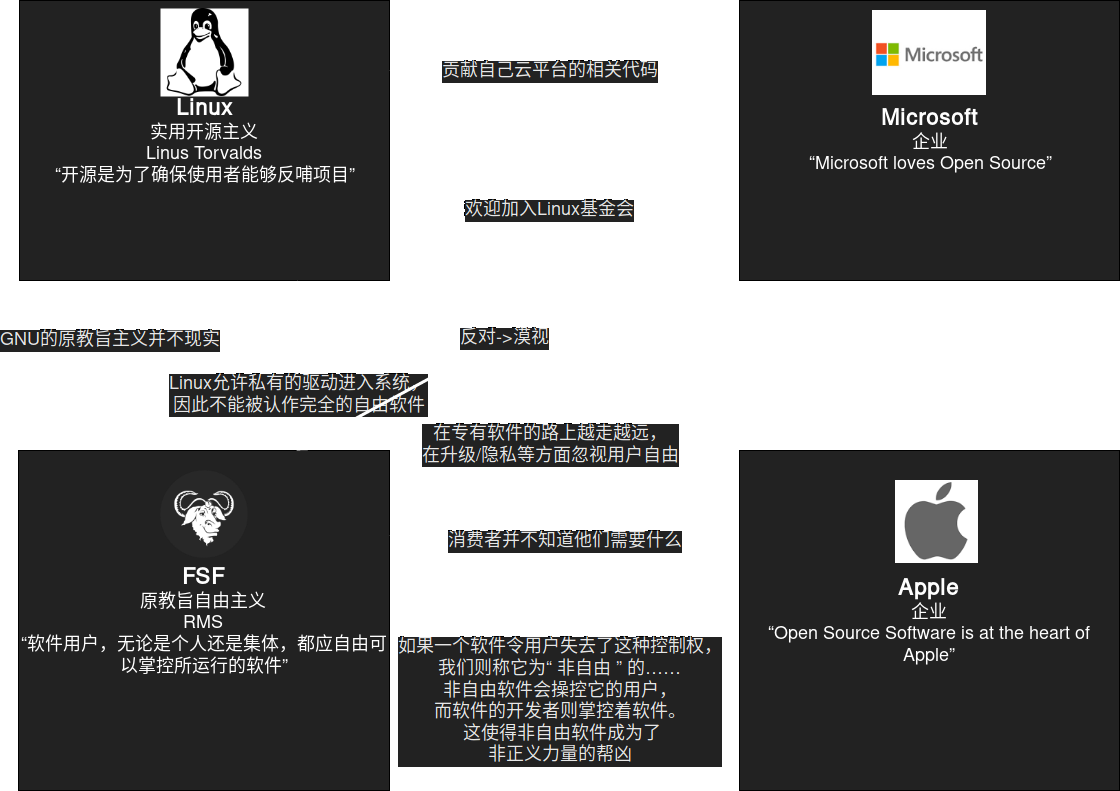 Linux
实用开源主义
Linus Torvalds
“开源是为了确保使用者能够反哺项目”
贡献自己云平台的相关代码
欢迎加入Linux基金会
Microsoft
Microsoft
企业
“Microsoft loves Open Source”
GNU的原教旨主义并不现实
反对->漠视
Linux允许私有的驱动进入系统，
因此不能被认作完全的自由软件
在专有软件的路上越走越远，
在升级/隐私等方面忽视用户自由
FSF
原教旨自由主义
RMS
“软件用户，无论是个人还是集体，都应自由可
以掌控所运行的软件”
消费者并不知道他们需要什么
如果一个软件令用户失去了这种控制权，
我们则称它为“ 非自由 ” 的……
非自由软件会操控它的用户，
而软件的开发者则掌控着软件。
这使得非自由软件成为了
非正义力量的帮凶
Apple
企业
“Open Source Software is at the heart of
Apple”